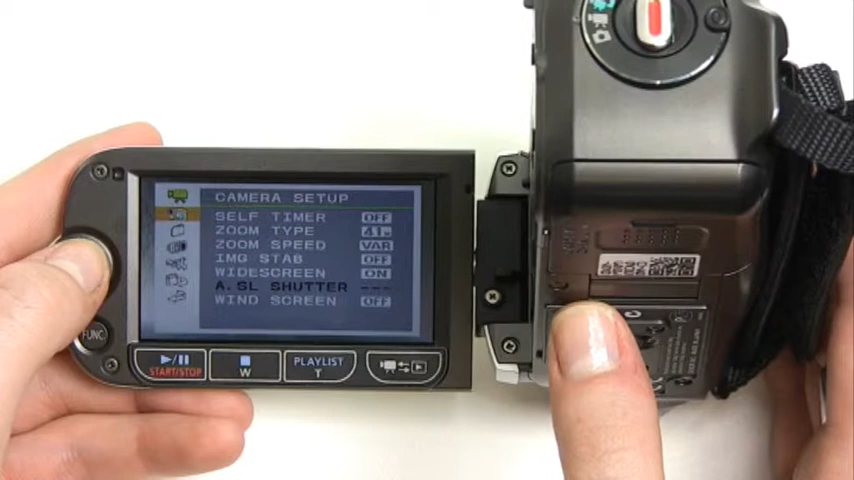 CAMERA SETUP
SELF TIMER OFF
ZOOM TYPE
ZOOM SPEED VAR
IMG STAB OFF
WIDESCREEN ON
A.SL SHUTTER ---
WIND SCREEN OFF
FUNC
START/STOP
W
PLAYLIST
T